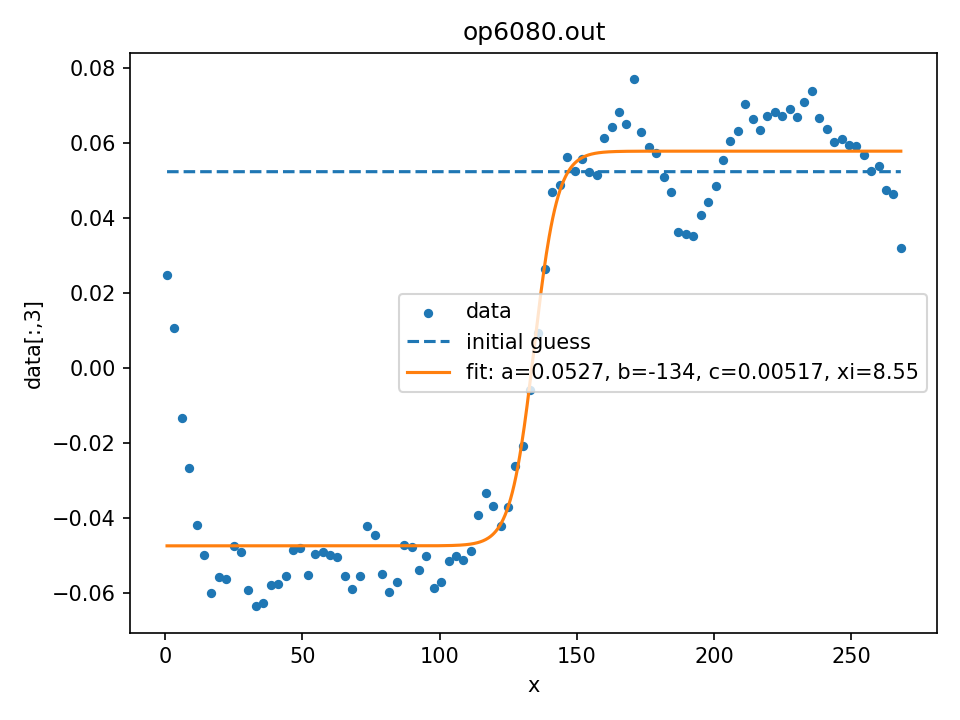 op6080.out
0.08
0.06
0.04
0.02
0.00
−0.02
−0.04
−0.06
data[:,3]
data
initial guess
fit: a=0.0527, b=-134, c=0.00517, xi=8.55
0 50 100 150 200 250
x